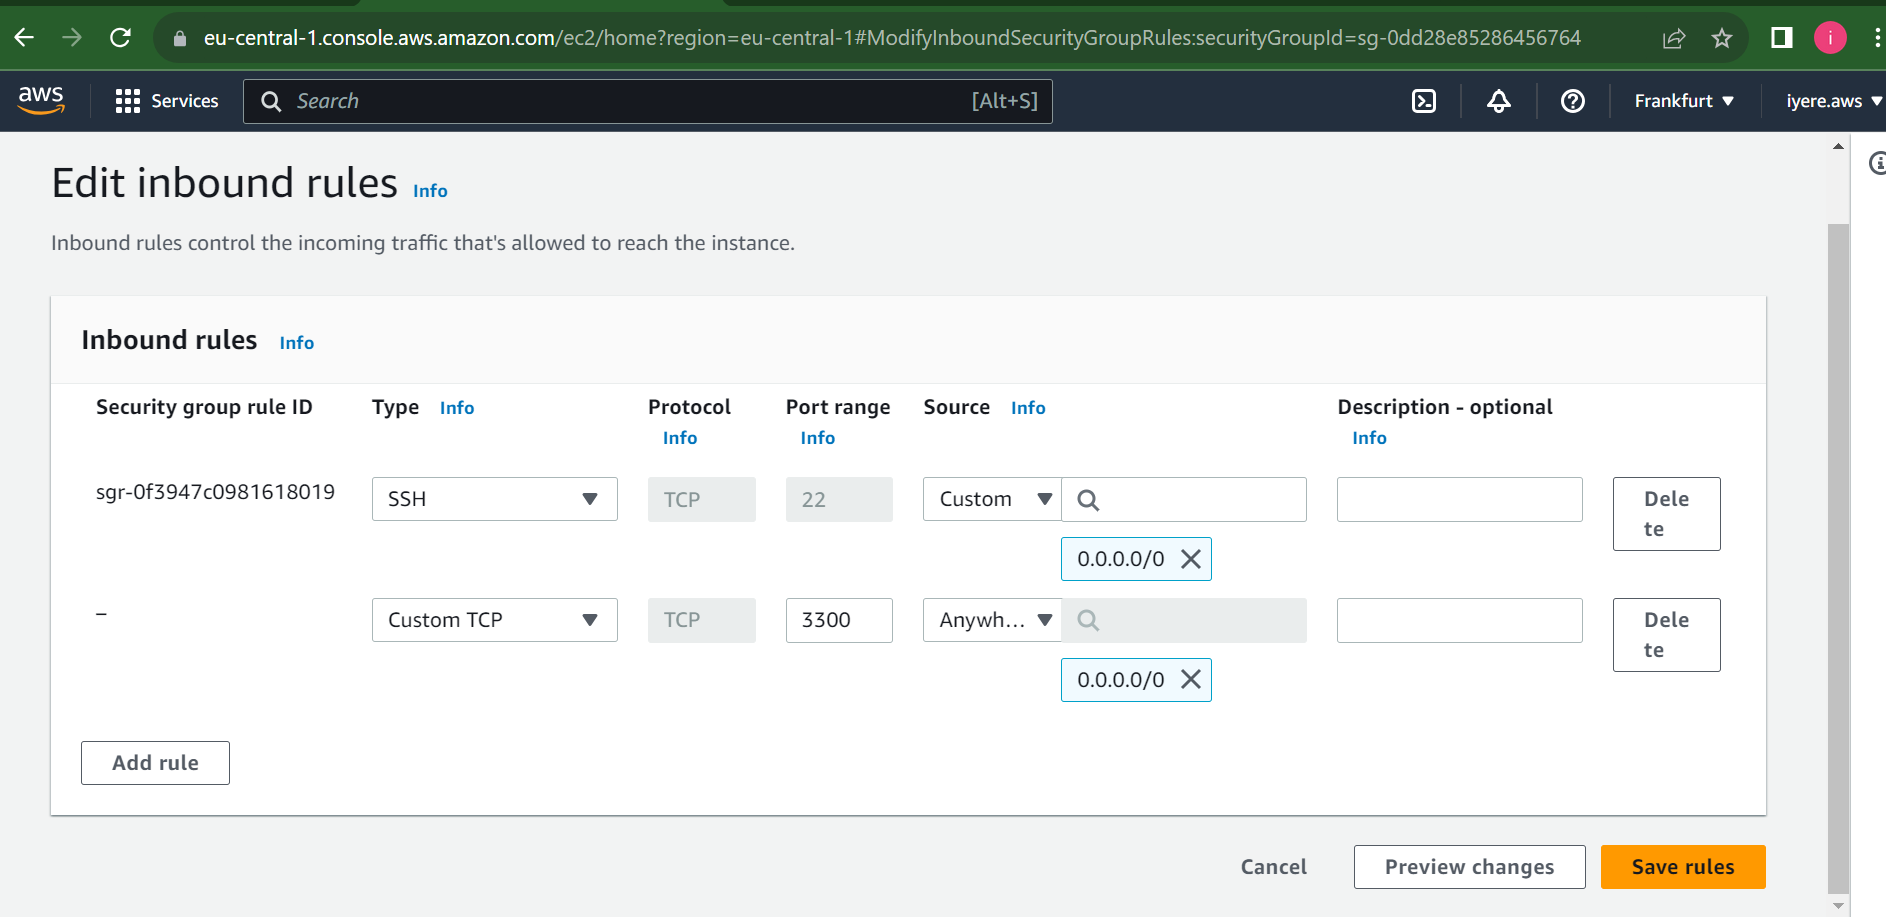 eu-central-1.console.aws.amazon.com/ec2/home?region=eu-central-1#ModifyInboundSecurityGroupRules:securityGroupId=sg-0dd28e85286456764
i
aws
Services
Search
[Alt+S]
Frankfurt
iyere.aws
Edit inbound rules Info
Inbound rules control the incoming traffic that's allowed to reach the instance.
Inbound rules Info
Security group rule ID
Type Info
Protocol
Info
Port range
Info
Source Info
Description - optional
Info
sgr-0f3947c0981618019
SSH
TCP
22
Custom
0.0.0.0/0
Dele
te
–
Custom TCP
TCP
3300
Anywh...
0.0.0.0/0
Dele
te
Add rule
Cancel
Preview changes
Save rules